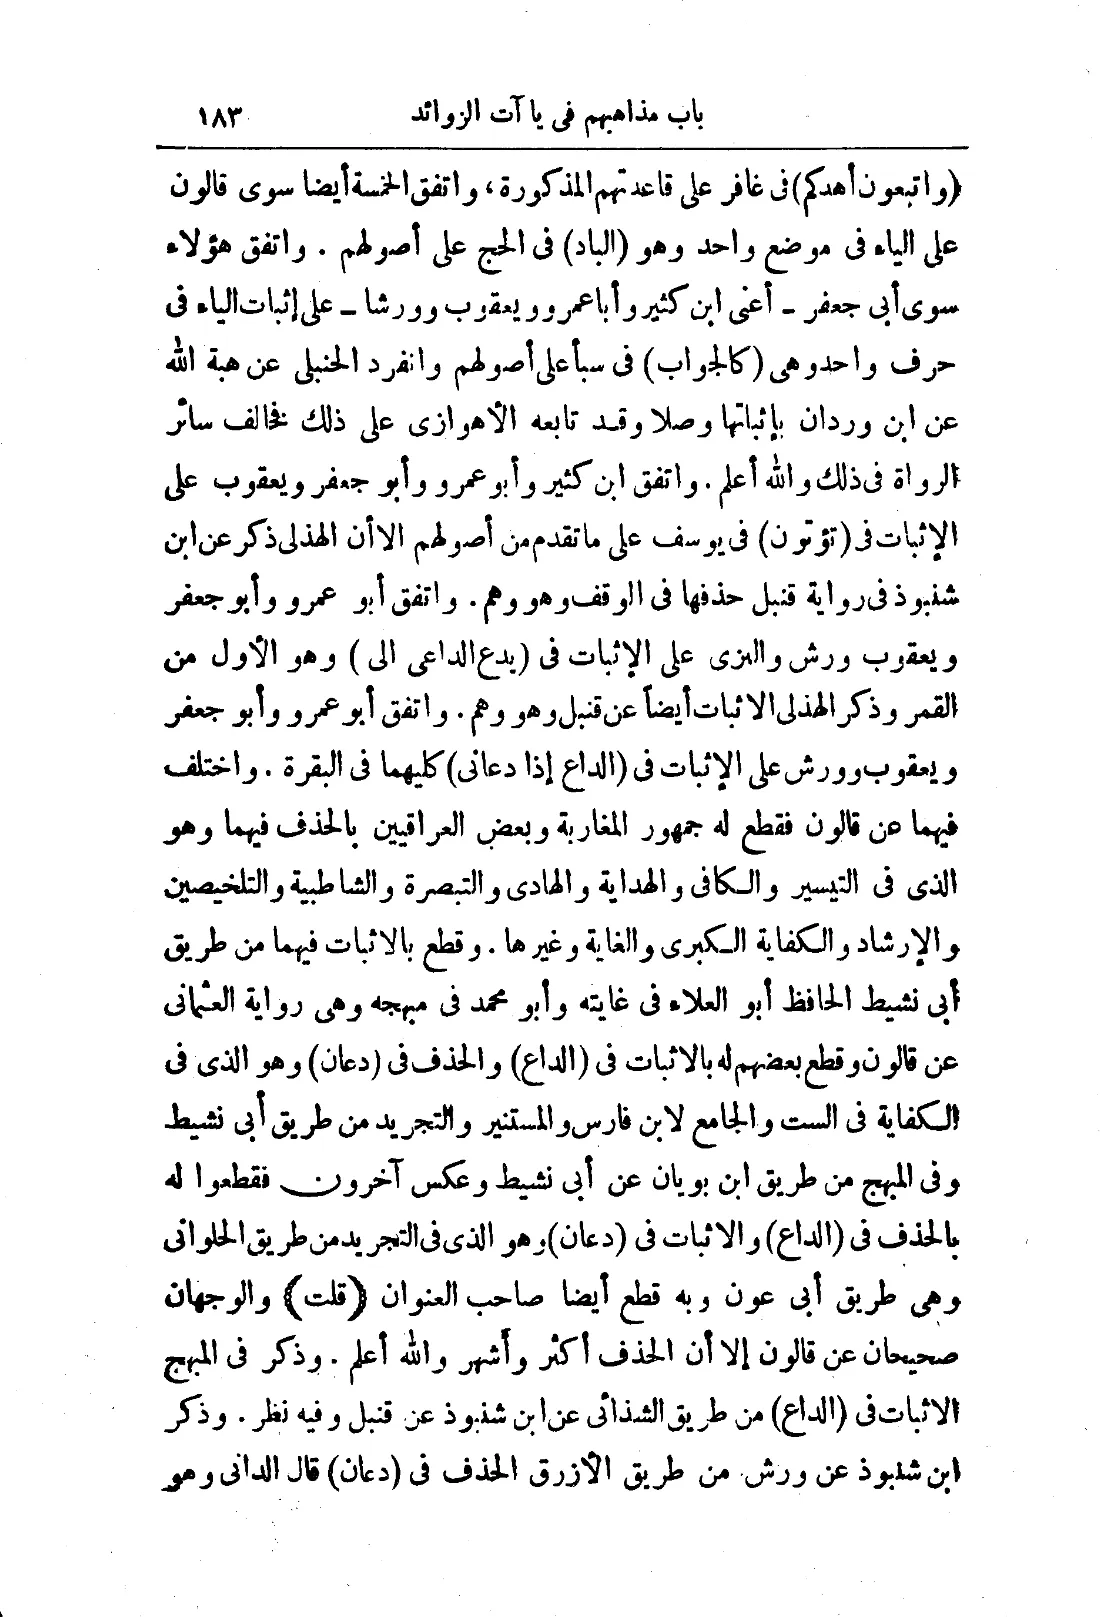 باب مذاهبهم فى يا آت الزوائد ١٨٣
(واتبعون أهدكم) فى غافر على قاعدتهم المذكورة، واتفق الخمسة أيضا سوى قالون
على الياء فى موضع واحد وهو (الباد) فى الحج على أصولهم . واتفق هؤلاء
سوى أبى جعفر - أعنى ابن كثير وأبا عمرو ويعقوب وورشا - على إثبات الياء فى
حرف واحد وهى (كالجواب) فى سبأ على أصولهم وانفرد الحنبلى عن هبة الله
عن ابن وردان بإثباتها وصلا وقد تابعه الأهوازى على ذلك فخالف سائر
الرواة فى ذلك والله أعلم . واتفق ابن كثير وأبو عمرو وأبو جعفر ويعقوب على
الإثبات فى (تؤتون) فى يوسف على ما تقدم من أصولهم الا أن الهذلى ذكر عن ابن
شنبوذ فى رواية قنبل حذفها فى الوقف وهو وهم . واتفق أبو عمرو وأبو جعفر
ويعقوب ورش والبزى على الإثبات فى (يدع الداعى الى) وهو الأول من
القمر وذكر الهذلى الاثبات أيضاً عن قنبل وهو وهم . واتفق أبو عمرو وأبو جعفر
ويعقوب وورش على الإثبات فى (الداع إذا دعانى) كليهما فى البقرة . واختلف
فيهما عن قالون فقطع له جمهور المغاربة وبعض العراقيين بالحذف فيهما وهو
الذى فى التيسير والكافى والهداية والهادى والتبصرة والشاطبية والتلخيصين
والإرشاد والكفاية الكبرى والغاية وغيرها . وقطع بالاثبات فيهما من طريق
أبى نشيط الحافظ أبو العلاء فى غايته وأبو محمد فى مبهجه وهى رواية العثمانى
عن قالون وقطع بعضهم له بالاثبات فى (الداع) والحذف فى (دعان) وهو الذى فى
الكفاية فى الست والجامع لابن فارس والمستنير والتجريد من طريق أبى نشيط
وفى المبهج من طريق ابن بويان عن أبى نشيط وعكس آخرون فقطعوا له
بالحذف فى (الداع) والاثبات فى (دعان) وهو الذى فى التجريد من طريق الحلوانى
وهى طريق أبى عون وبه قطع أيضا صاحب العنوان (قلت) والوجهان
صحيحان عن قالون إلا أن الحذف أكثر وأشهر والله أعلم . وذكر فى المبهج
الاثبات فى (الداع) من طريق الشذائى عن ابن شنبوذ عن قنبل وفيه نظر . وذكر
ابن شنبوذ عن ورش من طريق الأزرق الحذف فى (دعان) قال الدانى وهو